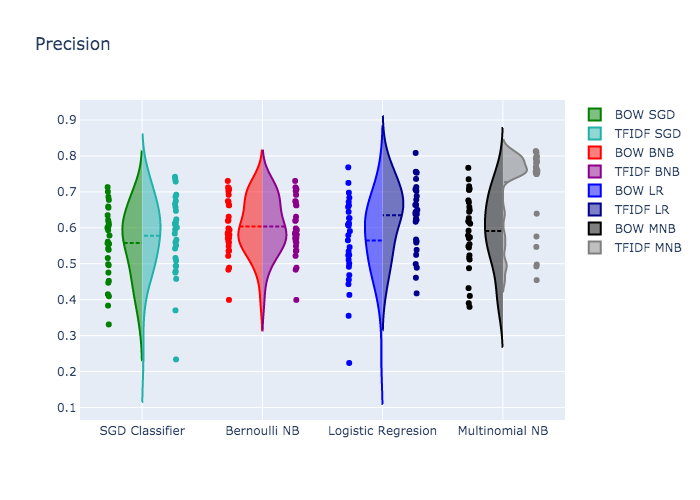 Precision
0.9
0.8
0.7
0.6
0.5
0.4
0.3
0.2
0.1
SGD Classifier
Bernoulli NB
Logistic Regresion
Multinomial NB
BOW SGD
TFIDF SGD
BOW BNB
TFIDF BNB
BOW LR
TFIDF LR
BOW MNB
TFIDF MNB